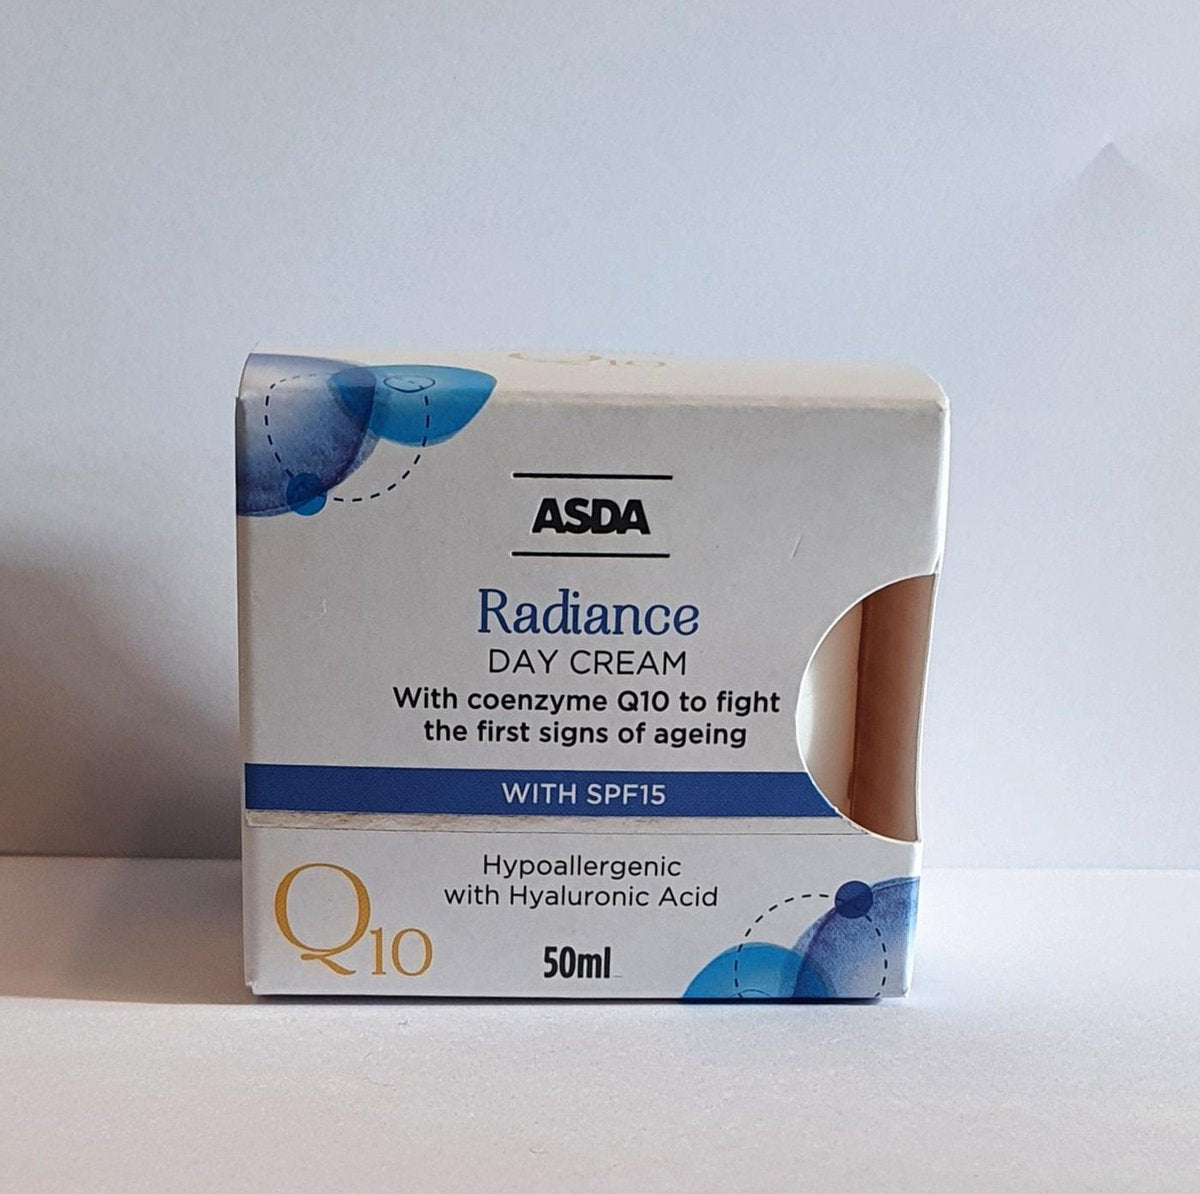 Q10
ASDA
Radiance
DAY CREAM
With coenzyme Q10 to fight
the first signs of ageing
WITH SPF15
Hypoallergenic
with Hyaluronic Acid
Q10
50ml